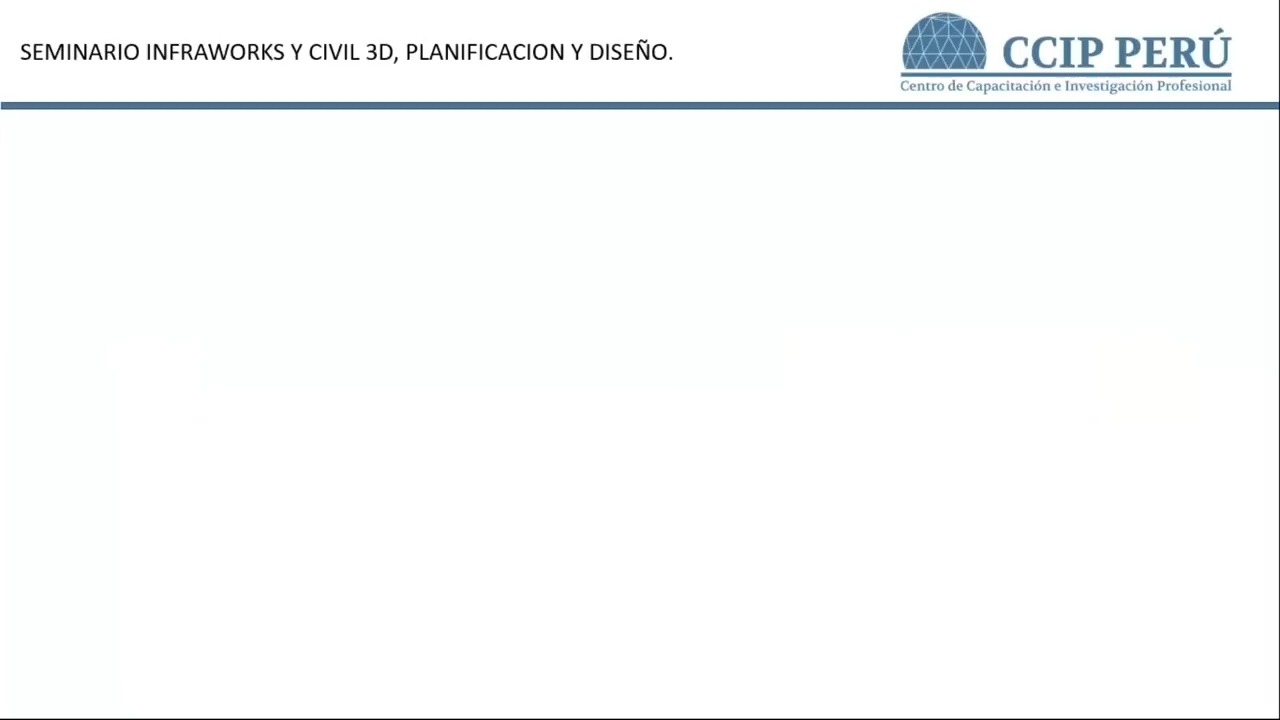 SEMINARIO INFRAWORKS Y CIVIL 3D, PLANIFICACION Y DISEÑO.
CCIP PERÚ
Centro de Capacitación e Investigación Profesional